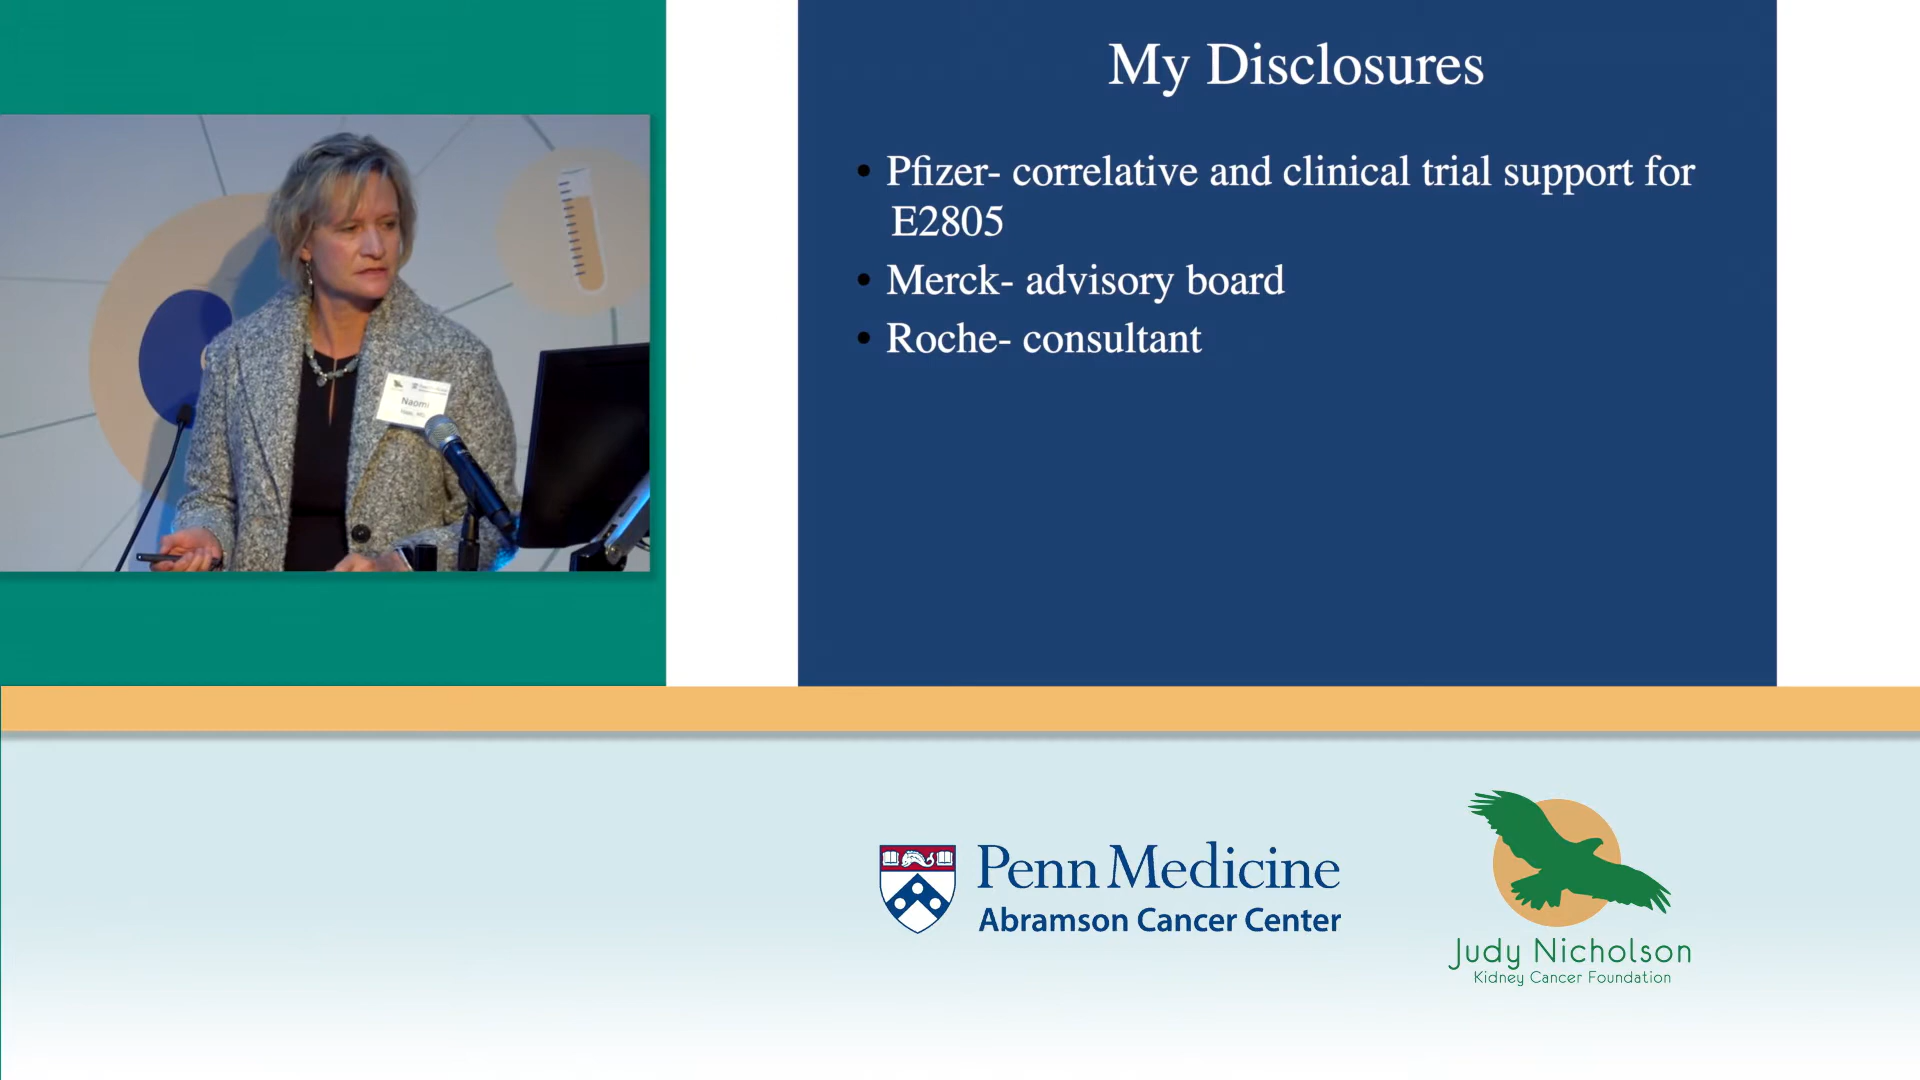 My Disclosures
• Pfizer- correlative and clinical trial support for
E2805
• Merck- advisory board
• Roche- consultant
Naomi
Penn Medicine
Abramson Cancer Center
Judy Nicholson
Kidney Cancer Foundation